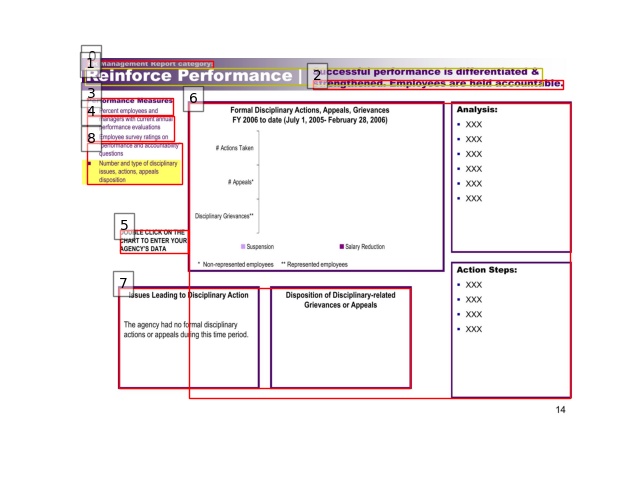 0
1
Management Report category:
Reinforce Performance |
2
successful performance is differentiated &
strengthened. Employees are held accountable.
3
Performance Measures
4
Percent employees and
managers with current annual
performance evaluations
8
Employee survey ratings on
performance and accountability
questions
Number and type of disciplinary
issues, actions, appeals
disposition
5
DOUBLE CLICK ON THE
CHART TO ENTER YOUR
AGENCY'S DATA
6
Formal Disciplinary Actions, Appeals, Grievances
FY 2006 to date (July 1, 2005- February 28, 2006)
# Actions Taken
# Appeals*
Disciplinary Grievances**
Suspension Salary Reduction
* Non-represented employees ** Represented employees
Analysis:
XXX
XXX
XXX
XXX
XXX
XXX
7
Issues Leading to Disciplinary Action
The agency had no formal disciplinary
actions or appeals during this time period.
Disposition of Disciplinary-related
Grievances or Appeals
Action Steps:
XXX
XXX
XXX
XXX
14